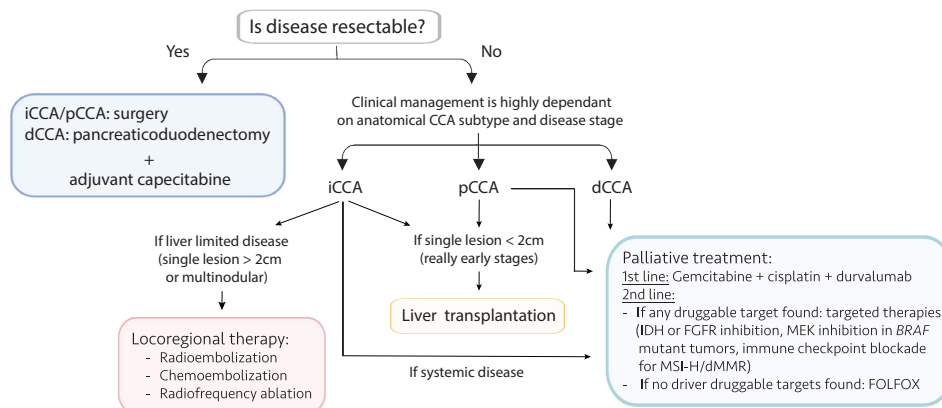 Is disease resectable?
Yes
No
iCCA/pCCA: surgery
dCCA: pancreaticoduodenectomy
+
adjuvant capecitabine
Clinical management is highly dependant
on anatomical CCA subtype and disease stage
iCCA
pCCA
dCCA
If liver limited disease
(single lesion > 2cm
or multinodular)
If single lesion < 2cm
(really early stages)
Locoregional therapy:
- Radioembolization
- Chemoembolization
- Radiofrequency ablation
Liver transplantation
If systemic disease
Palliative treatment:
1st line: Gemcitabine + cisplatin + durvalumab
2nd line:
- If any druggable target found: targeted therapies
(IDH or FGFR inhibition, MEK inhibition in BRAF
mutant tumors, immune checkpoint blockade
for MSI-H/dMMR)
- If no driver druggable targets found: FOLFOX